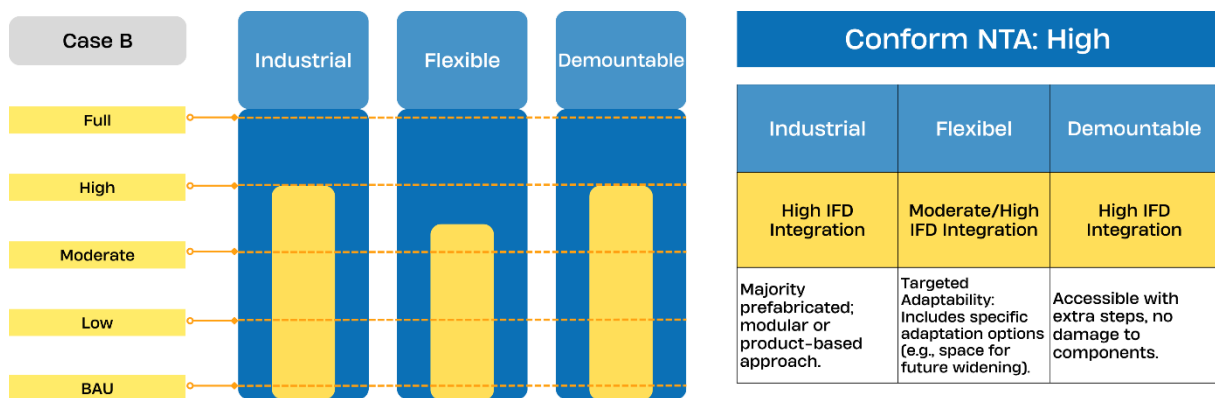 Case B
Industrial
Flexible
Demountable
Full
High
Moderate
Low
BAU
Conform NTA: High
Industrial
Flexibel
Demountable
High IFD
Integration
Moderate/High
IFD Integration
High IFD
Integration
Majority
prefabricated;
modular or
product-based
approach.
Targeted
Adaptability:
Includes specific
adaptation options
(e.g., space for
future widening).
Accessible with
extra steps, no
damage to
components.